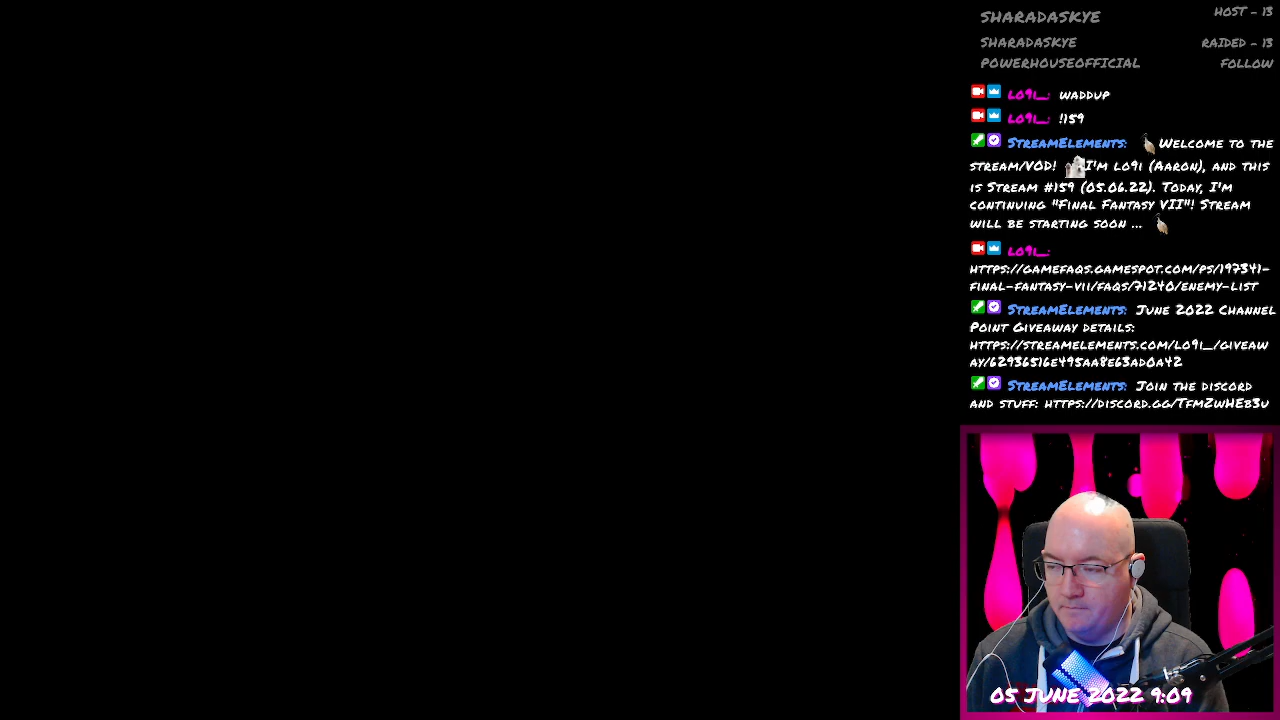 SHARADASKYE HOST - 13
SHARADASKYE RAIDED - 13
POWERHOUSEOFFICIAL FOLLOW
LO9I_: WADDUP
LO9I_: !159
STREAMELEMENTS: WELCOME TO THE
STREAM/VOD! I'M LO9I (AARON), AND THIS
IS STREAM #159 (05.06.22). TODAY, I'M
CONTINUING "FINAL FANTASY VII"! STREAM
WILL BE STARTING SOON ...
LO9I_:
HTTPS://GAMEFAQS.GAMESPOT.COM/PS/197341-
FINAL-FANTASY-VII/FAQS/71240/ENEMY-LIST
STREAMELEMENTS: JUNE 2022 CHANNEL
POINT GIVEAWAY DETAILS:
HTTPS://STREAMELEMENTS.COM/LO9I_/GIVEAW
AY/62936516E495AA8E63AD0A42
STREAMELEMENTS: JOIN THE DISCORD
AND STUFF: HTTPS://DISCORD.GG/TFMZWHEB3U
05 JUNE 2022 9:09